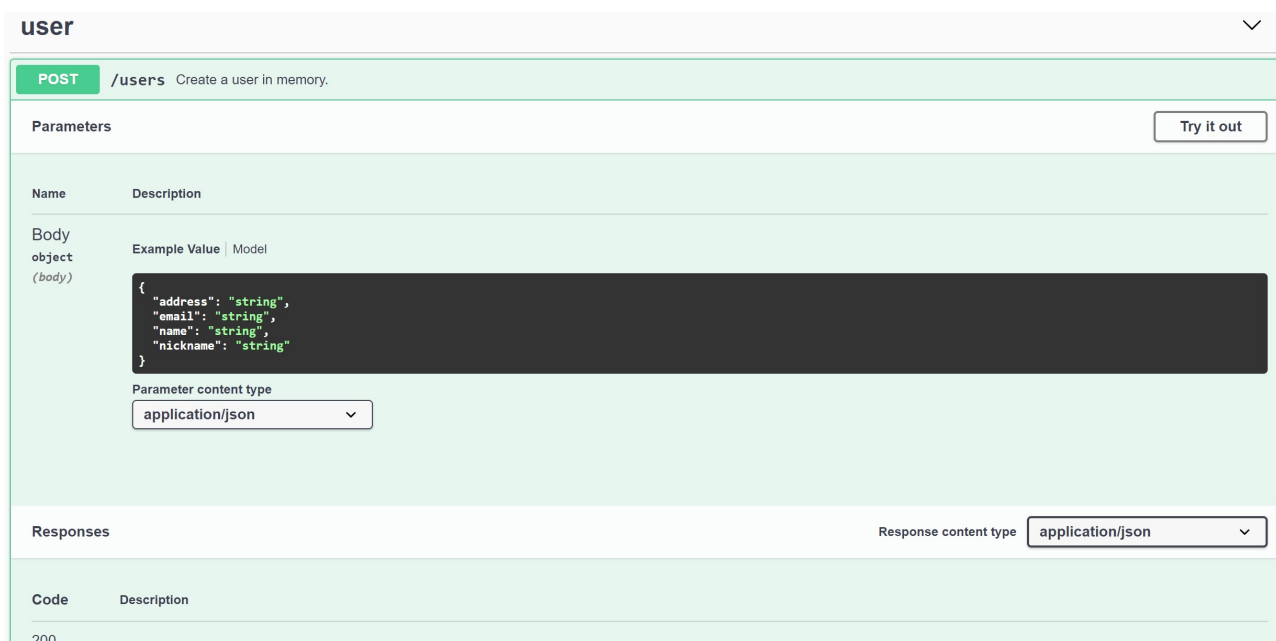 user
POST /users Create a user in memory.
Parameters
Try it out
Name Description
Body
object
(body)
Example Value Model
{
"address": "string",
"email": "string",
"name": "string",
"nickname": "string"
}
Parameter content type
application/json
Responses
Response content type application/json
Code Description
200